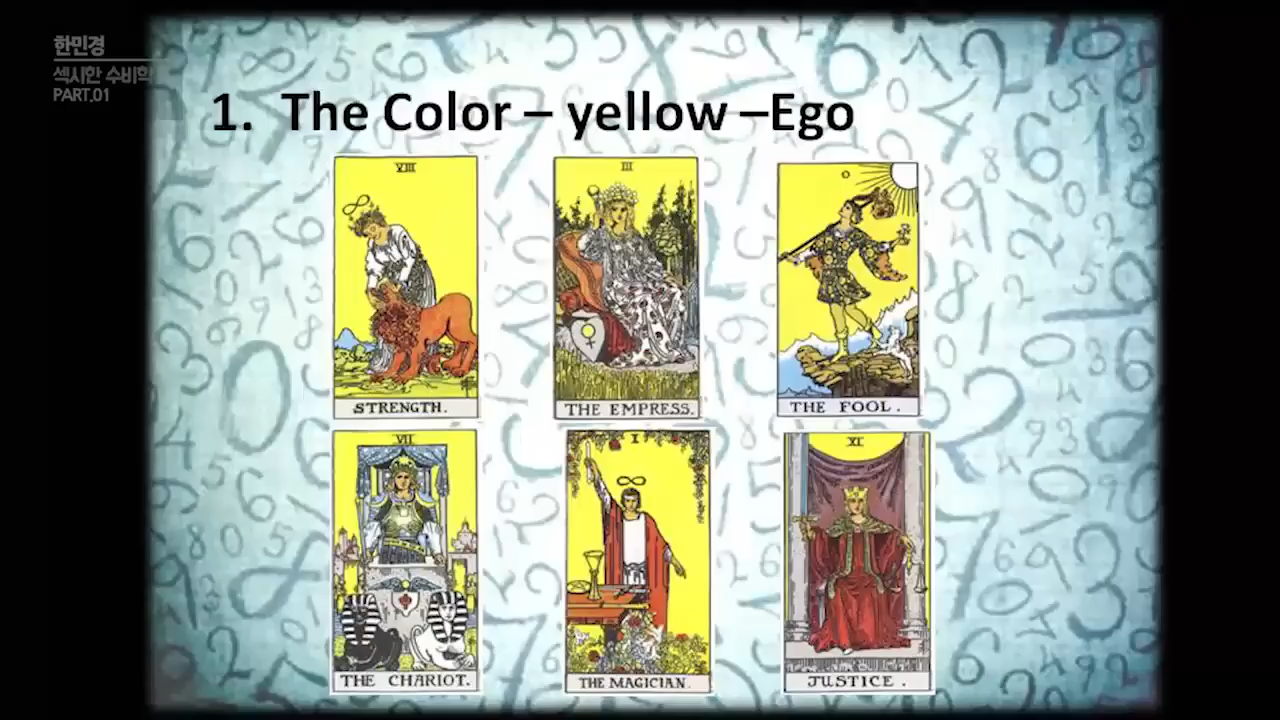 한민경
섹시한 수비학
PART.01
1. The Color – yellow –Ego
VIII
STRENGTH.
III
THE EMPRESS.
0
THE FOOL.
VII
THE CHARIOT.
I
THE MAGICIAN.
XI
JUSTICE.